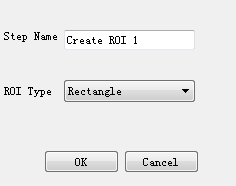 Step Name Create ROI 1
ROI Type Rectangle
OK Cancel